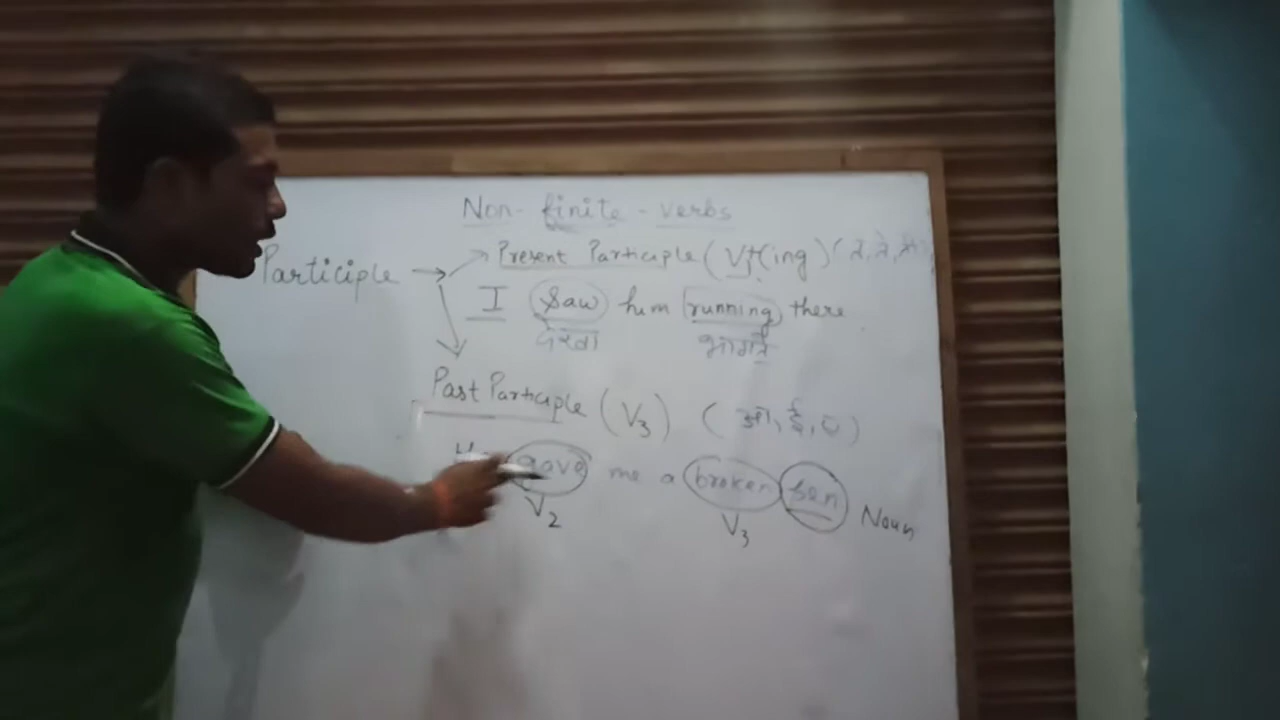 Non-finite-verbs
Participle → Present Participle (V1+ing)
I saw him running there
देखा भागते
Past Participle (V3) (
gave me a broken pen Noun
V2 V3